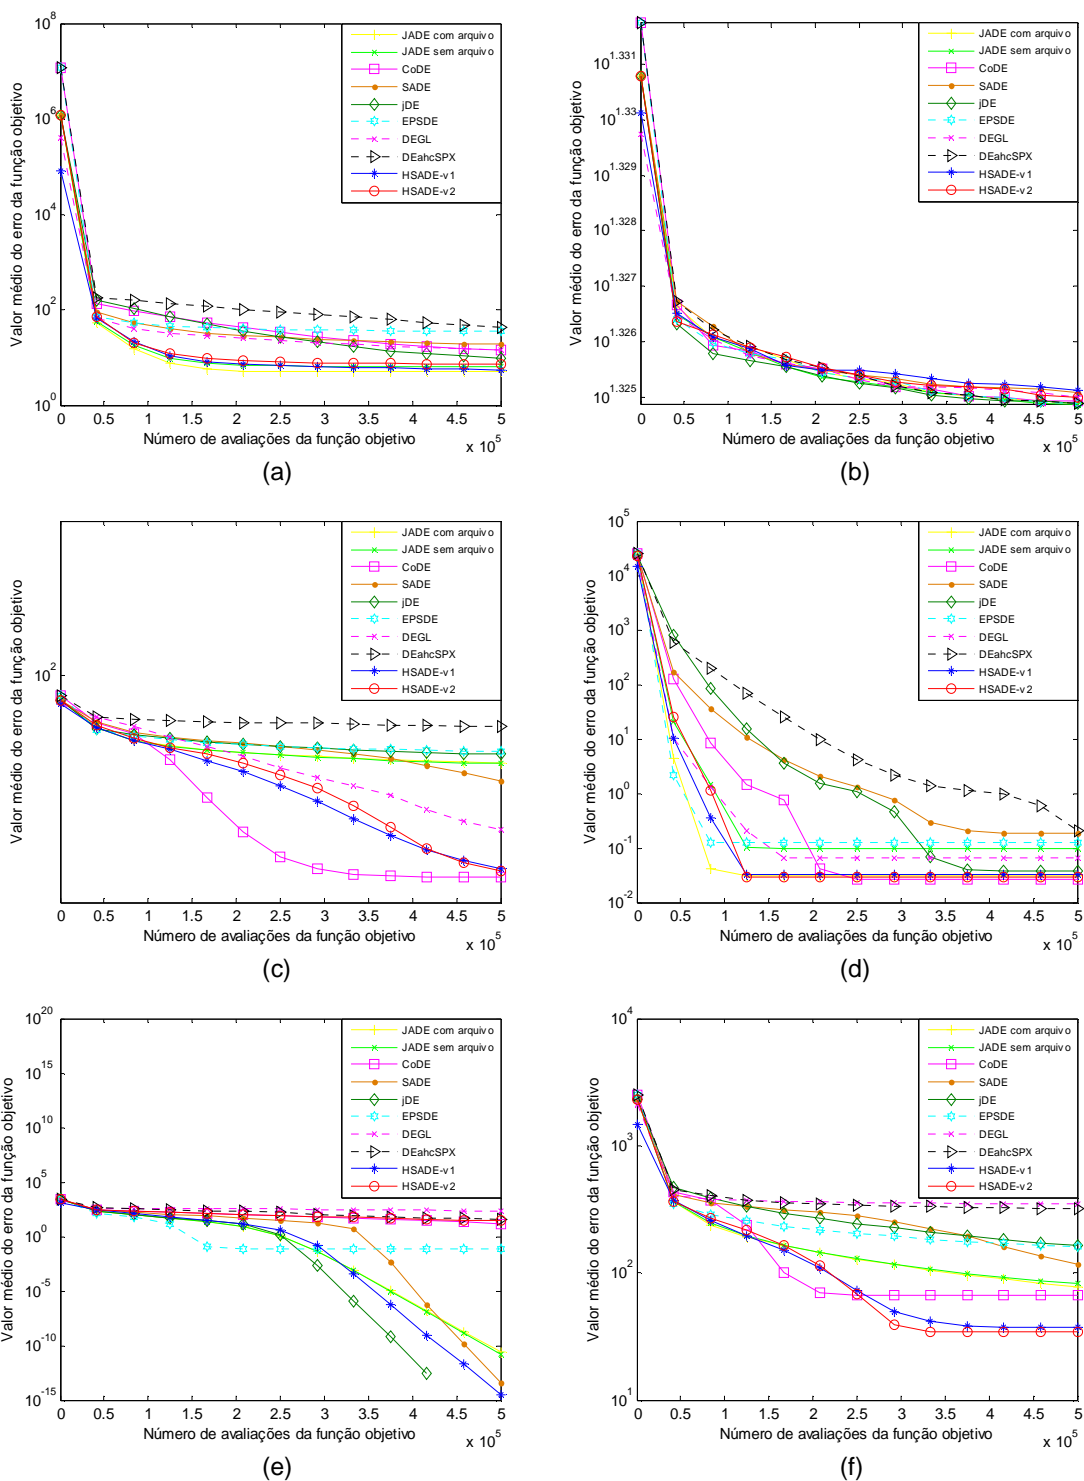 10^8
10^6
10^4
10^2
10^0
Valor médio do erro da função objetivo
JADE com arquivo
JADE sem arquivo
CoDE
SADE
jDE
EPSDE
DEGL
DEahcSPX
HSADE-v1
HSADE-v2
0 0.5 1 1.5 2 2.5 3 3.5 4 4.5 5
Número de avaliações da função objetivo
x 10^5
(a)
10^1.331
10^1.33
10^1.329
10^1.328
10^1.327
10^1.326
10^1.325
Valor médio do erro da função objetivo
JADE com arquivo
JADE sem arquivo
CoDE
SADE
jDE
EPSDE
DEGL
DEahcSPX
HSADE-v1
HSADE-v2
0 0.5 1 1.5 2 2.5 3 3.5 4 4.5 5
Número de avaliações da função objetivo
x 10^5
(b)
10^2
Valor médio do erro da função objetivo
JADE com arquivo
JADE sem arquivo
CoDE
SADE
jDE
EPSDE
DEGL
DEahcSPX
HSADE-v1
HSADE-v2
0 0.5 1 1.5 2 2.5 3 3.5 4 4.5 5
Número de avaliações da função objetivo
x 10^5
(c)
10^5
10^4
10^3
10^2
10^1
10^0
10^-1
10^-2
Valor médio do erro da função objetivo
JADE com arquivo
JADE sem arquivo
CoDE
SADE
jDE
EPSDE
DEGL
DEahcSPX
HSADE-v1
HSADE-v2
0 0.5 1 1.5 2 2.5 3 3.5 4 4.5 5
Número de avaliações da função objetivo
x 10^5
(d)
10^20
10^15
10^10
10^5
10^0
10^-5
10^-10
10^-15
Valor médio do erro da função objetivo
JADE com arquivo
JADE sem arquivo
CoDE
SADE
jDE
EPSDE
DEGL
DEahcSPX
HSADE-v1
HSADE-v2
0 0.5 1 1.5 2 2.5 3 3.5 4 4.5 5
Número de avaliações da função objetivo
x 10^5
(e)
10^4
10^3
10^2
10^1
Valor médio do erro da função objetivo
JADE com arquivo
JADE sem arquivo
CoDE
SADE
jDE
EPSDE
DEGL
DEahcSPX
HSADE-v1
HSADE-v2
0 0.5 1 1.5 2 2.5 3 3.5 4 4.5 5
Número de avaliações da função objetivo
x 10^5
(f)